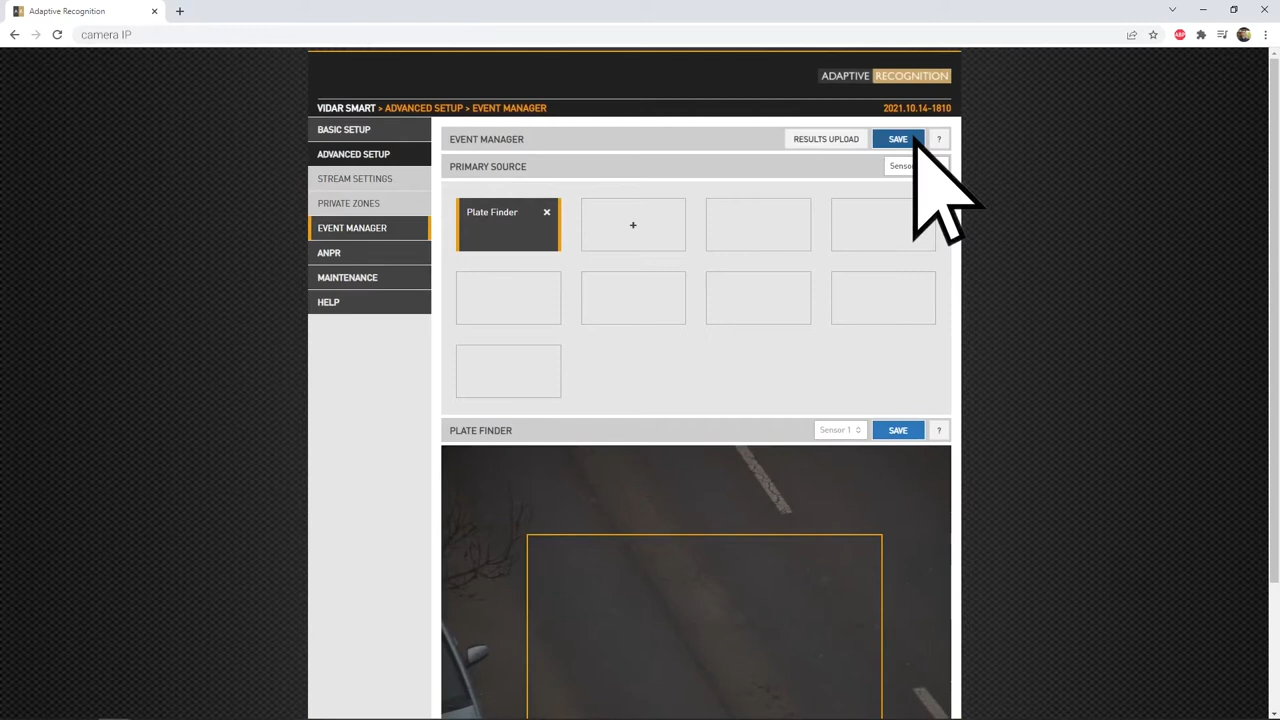 Adaptive Recognition
camera IP
ABP
ADAPTIVE RECOGNITION
VIDAR SMART > ADVANCED SETUP > EVENT MANAGER
2021.10.14-1810
BASIC SETUP
ADVANCED SETUP
STREAM SETTINGS
PRIVATE ZONES
EVENT MANAGER
ANPR
MAINTENANCE
HELP
EVENT MANAGER
RESULTS UPLOAD
SAVE
?
PRIMARY SOURCE
Plate Finder
+
PLATE FINDER
Sensor 1
SAVE
?